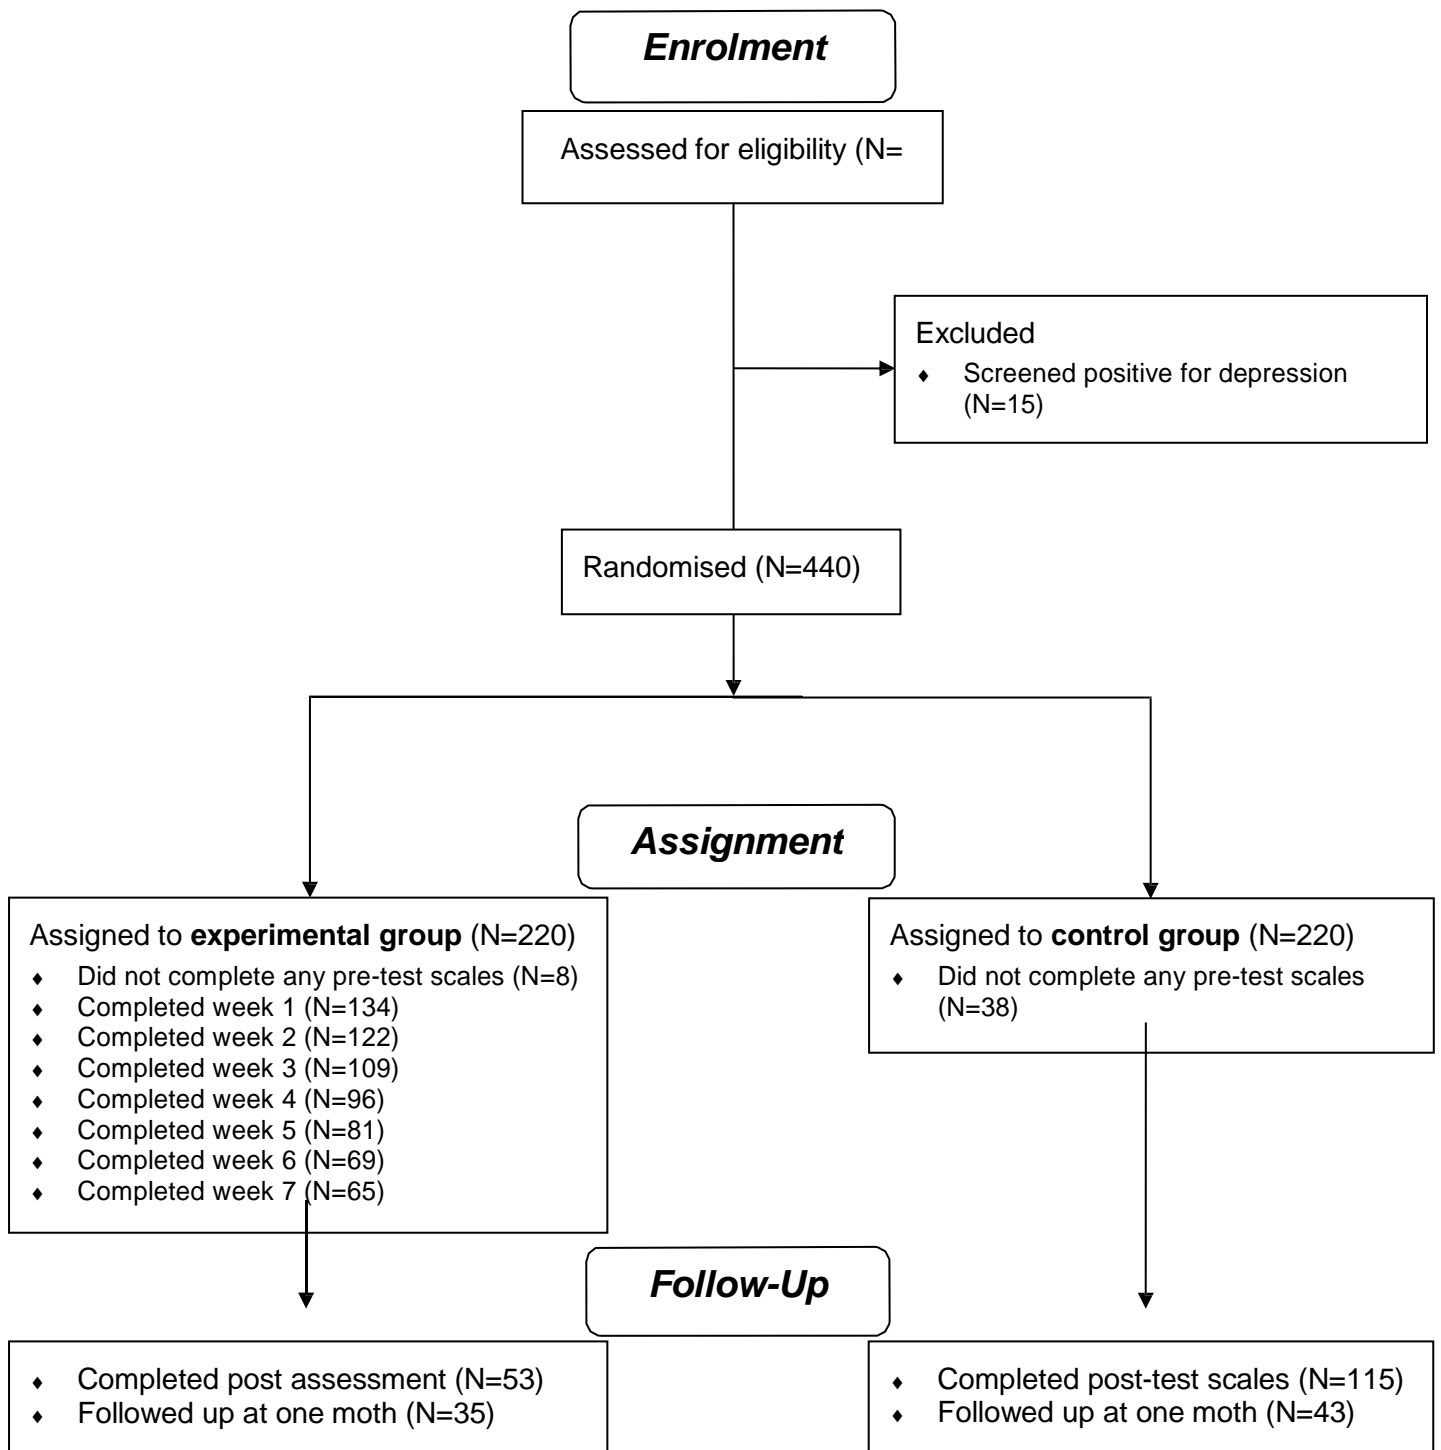 Enrolment
Assessed for eligibility (N=
Excluded
♦ Screened positive for depression
(N=15)
Randomised (N=440)
Assignment
Assigned to experimental group (N=220)
♦ Did not complete any pre-test scales (N=8)
♦ Completed week 1 (N=134)
♦ Completed week 2 (N=122)
♦ Completed week 3 (N=109)
♦ Completed week 4 (N=96)
♦ Completed week 5 (N=81)
♦ Completed week 6 (N=69)
♦ Completed week 7 (N=65)
Assigned to control group (N=220)
♦ Did not complete any pre-test scales
(N=38)
Follow-Up
♦ Completed post assessment (N=53)
♦ Followed up at one moth (N=35)
♦ Completed post-test scales (N=115)
♦ Followed up at one moth (N=43)